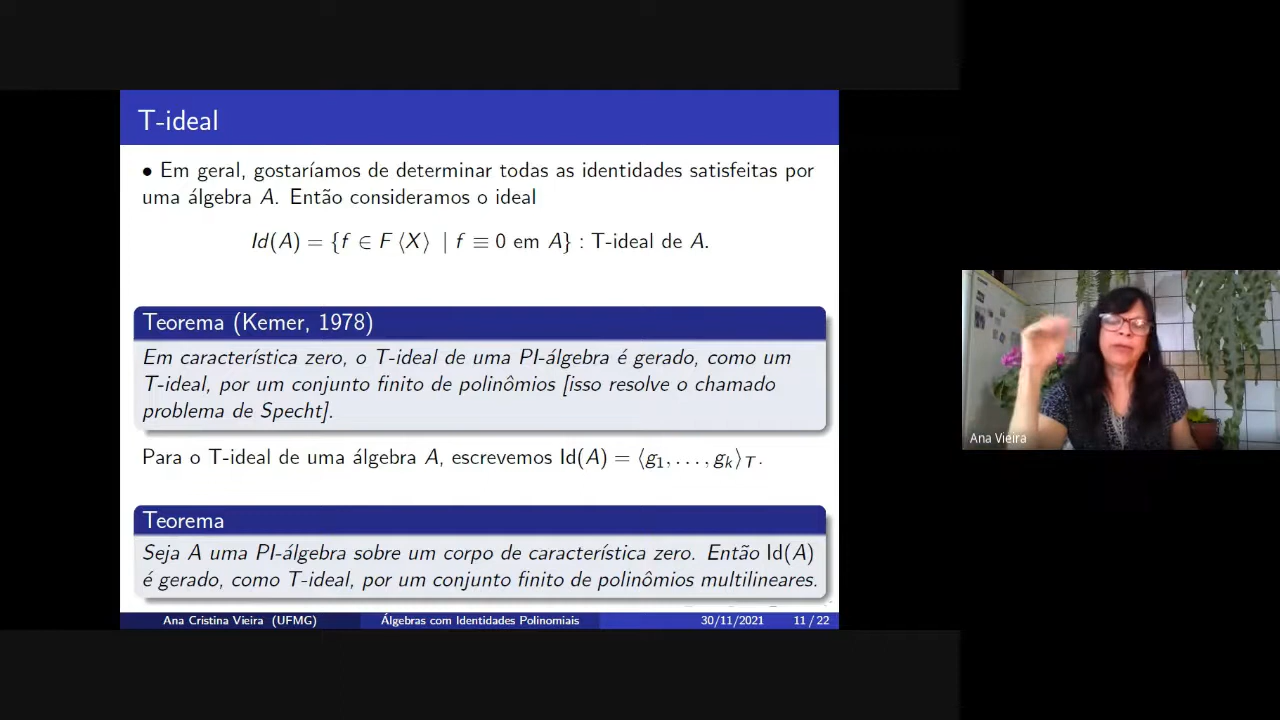 T-ideal
• Em geral, gostaríamos de determinar todas as identidades satisfeitas por
uma álgebra A. Então consideramos o ideal
Id(A) = {f ∈ F⟨X⟩ | f ≡ 0 em A} : T-ideal de A.
Teorema (Kemer, 1978)
Em característica zero, o T-ideal de uma PI-álgebra é gerado, como um
T-ideal, por um conjunto finito de polinômios [isso resolve o chamado
problema de Specht].
Para o T-ideal de uma álgebra A, escrevemos Id(A) = ⟨g₁, . . . , gₖ⟩_T.
Teorema
Seja A uma PI-álgebra sobre um corpo de característica zero. Então Id(A)
é gerado, como T-ideal, por um conjunto finito de polinômios multilineares.
Ana Cristina Vieira (UFMG) Álgebras com Identidades Polinomiais 30/11/2021 11 / 22
Ana Vieira